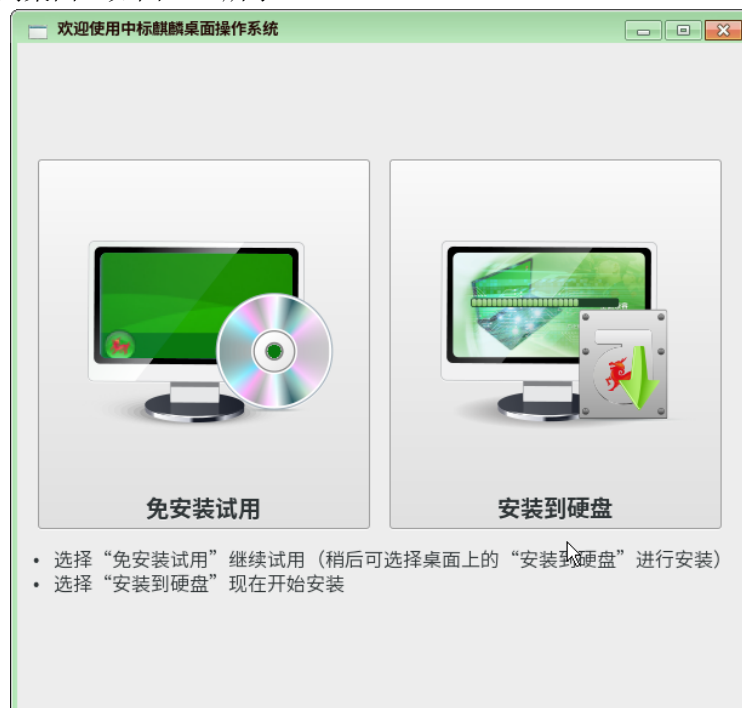 欢迎使用中标麒麟桌面操作系统
免安装试用
安装到硬盘
• 选择“免安装试用”继续试用（稍后可选择桌面上的“安装到硬盘”进行安装）
• 选择“安装到硬盘”现在开始安装